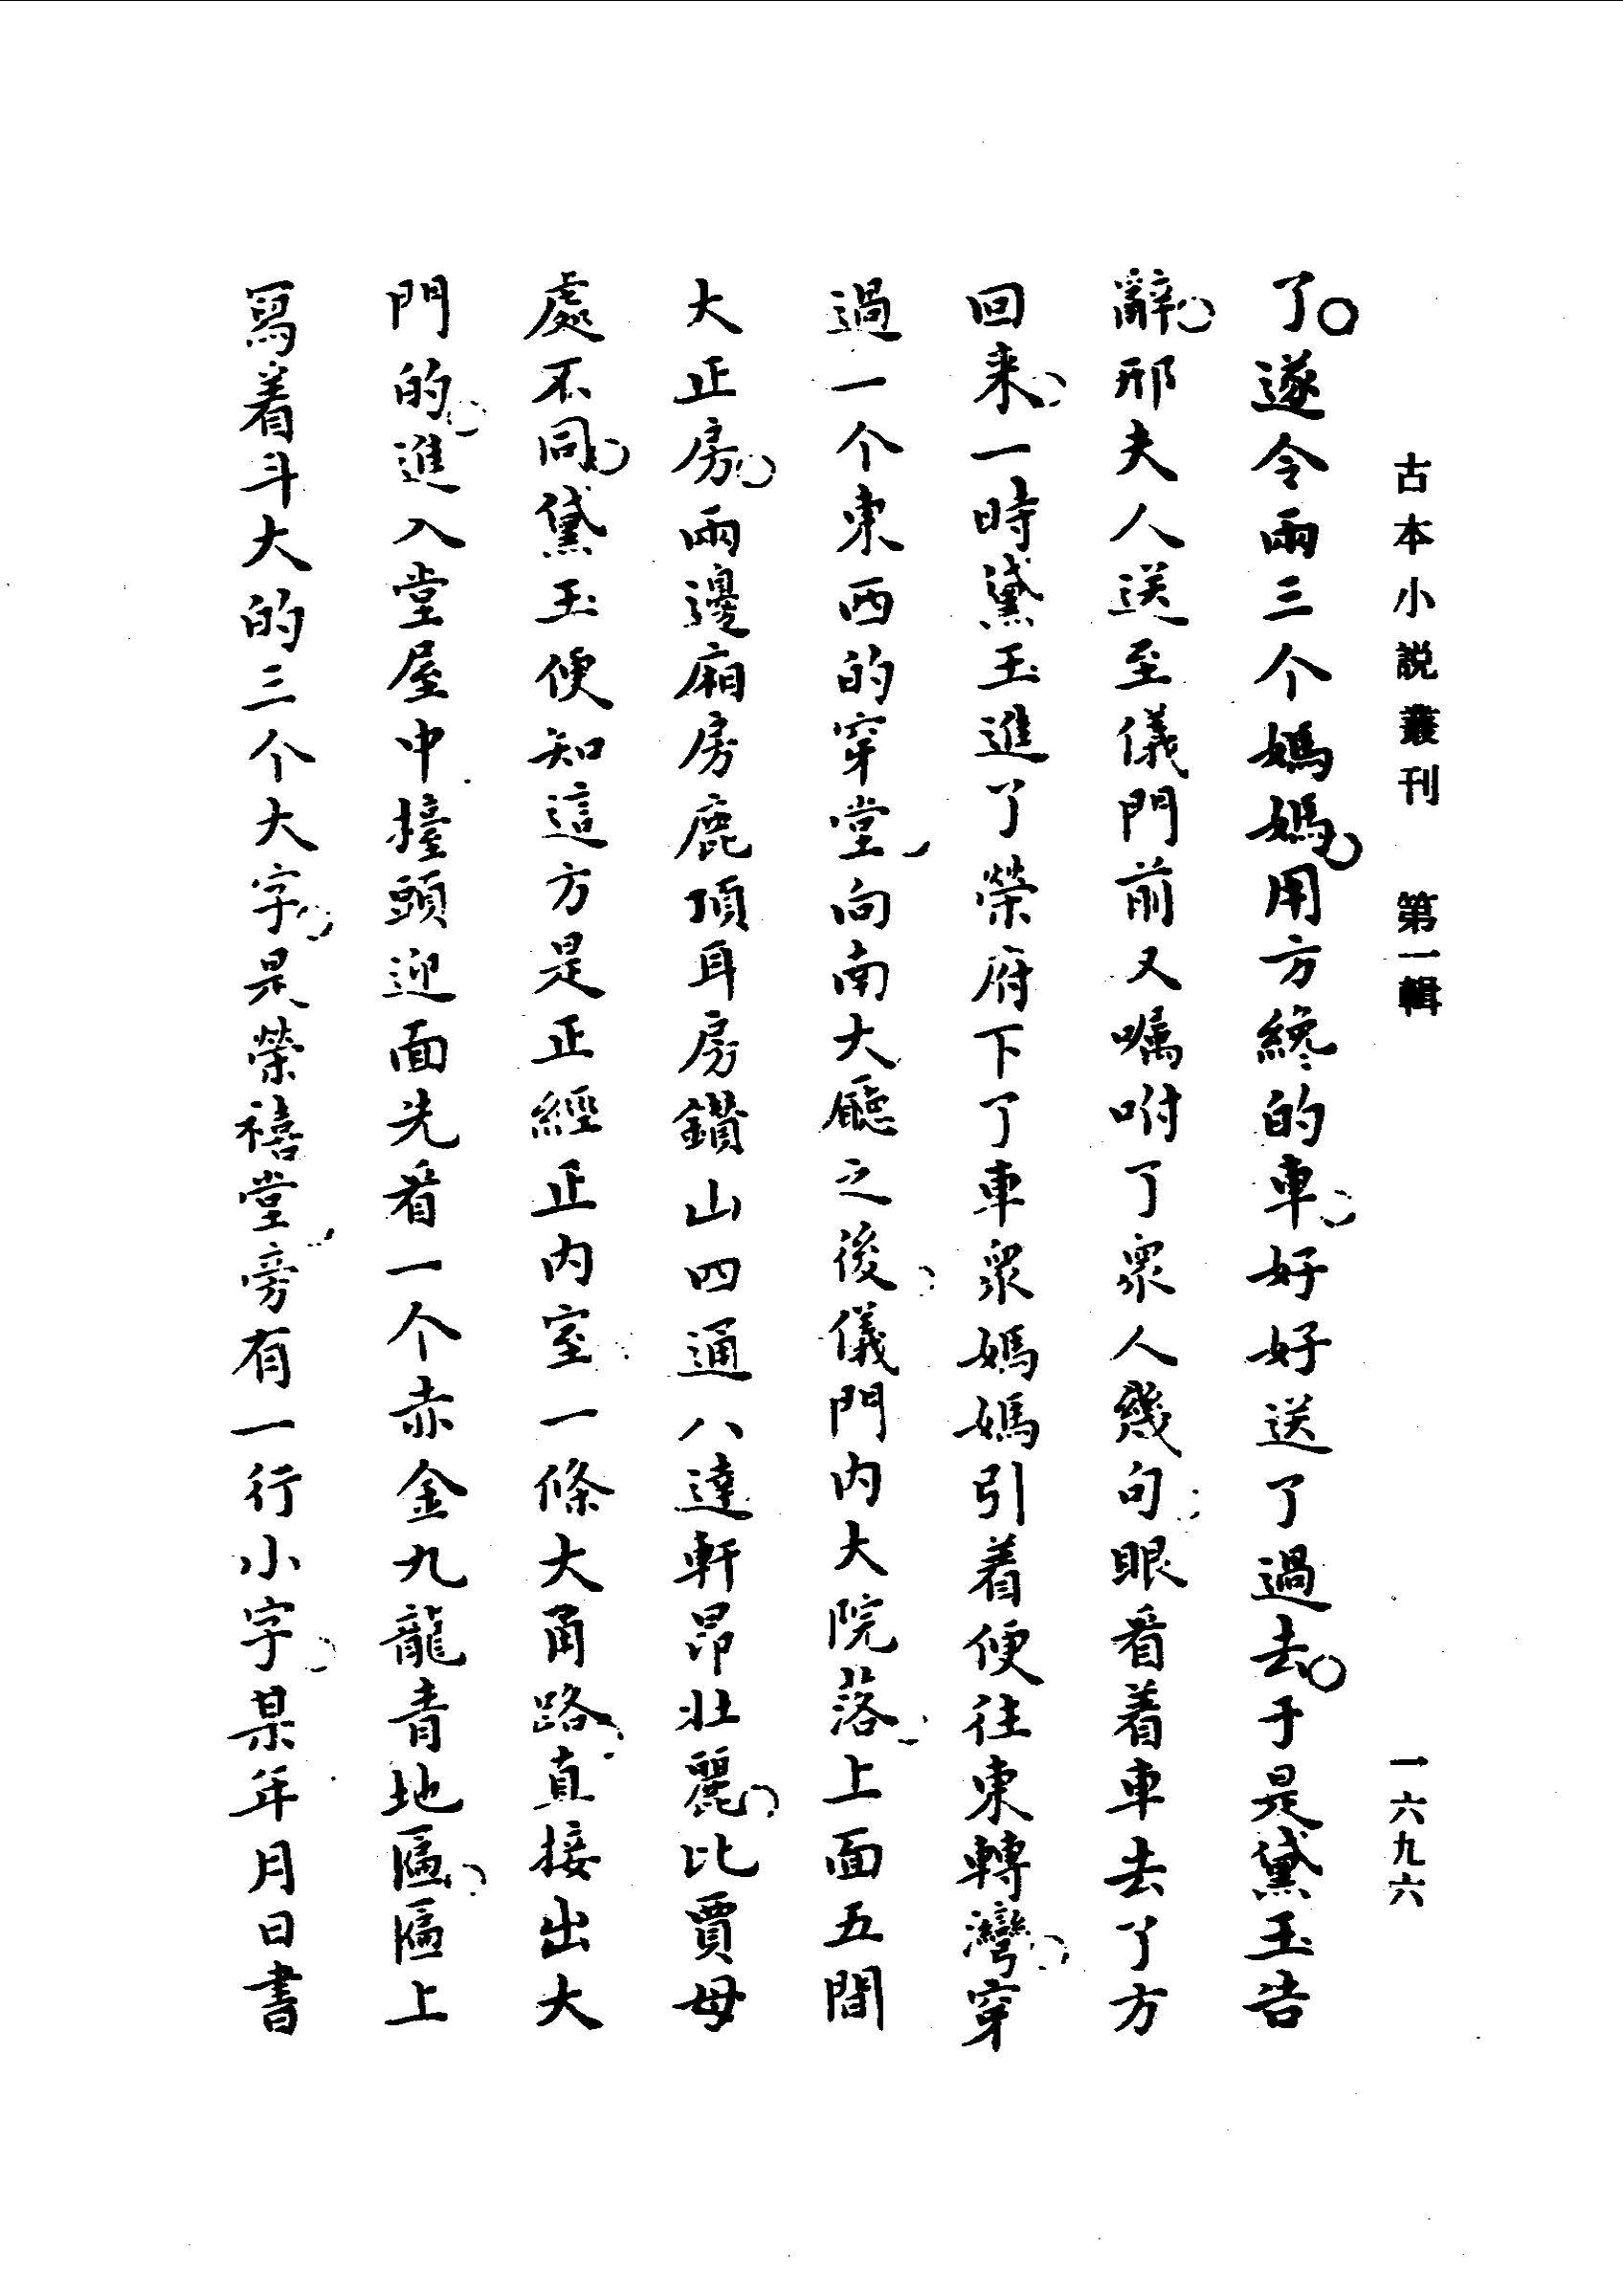 古本小説叢刊 第一輯 一六九六
了。遂令兩三个媽媽。用方纔的車。好好送了過去。于是黛玉告
辭。邢夫人送至儀門前又囑咐了衆人幾句。眼看着車去了方
回来。一時黛玉進了榮府下了車衆媽媽引着便往東轉灣。穿
過一个東西的穿堂。向南大廳之後。儀門内大院落。上面五間
大正房。兩邊廂房鹿頂耳房鑚山四通八達軒昂壯麗。比賈母
處不同。黛玉便知這方是正經正内室。一條大甬路。直接出大
門的。進入堂屋中擡頭迎面先看一个赤金九龍青地匾。匾上
寫着斗大的三个大字。是榮禧堂。旁有一行小字。某年月日書